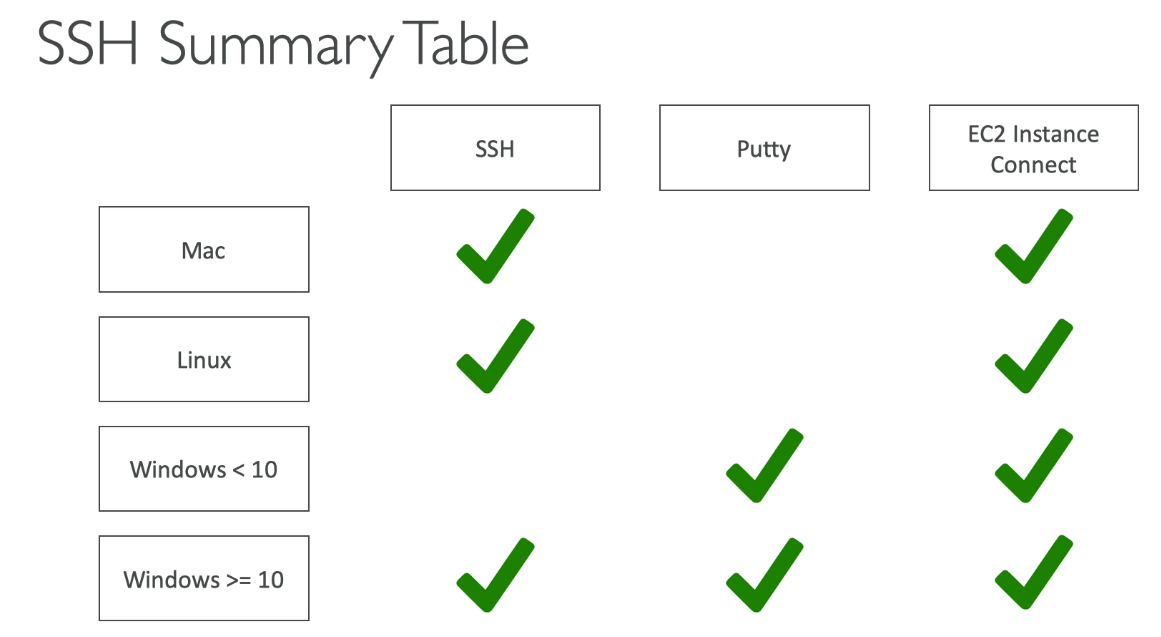 SSH Summary Table
SSH
Putty
EC2 Instance
Connect
Mac
Linux
Windows < 10
Windows >= 10